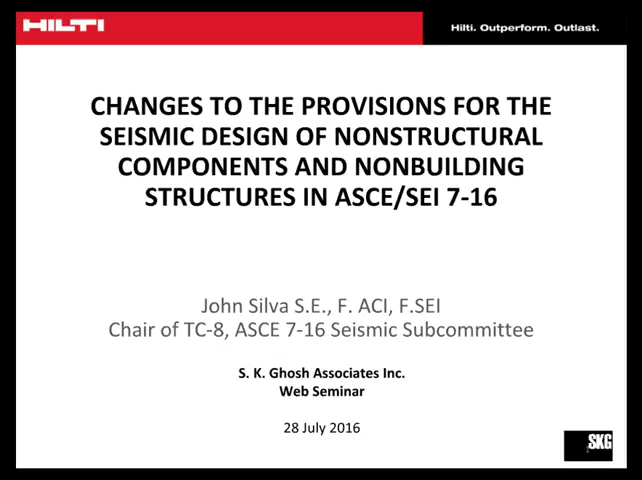 HILTI
Hilti. Outperform. Outlast.
CHANGES TO THE PROVISIONS FOR THE
SEISMIC DESIGN OF NONSTRUCTURAL
COMPONENTS AND NONBUILDING
STRUCTURES IN ASCE/SEI 7-16
John Silva S.E., F. ACI, F.SEI
Chair of TC-8, ASCE 7-16 Seismic Subcommittee
S. K. Ghosh Associates Inc.
Web Seminar
28 July 2016
SKG
1